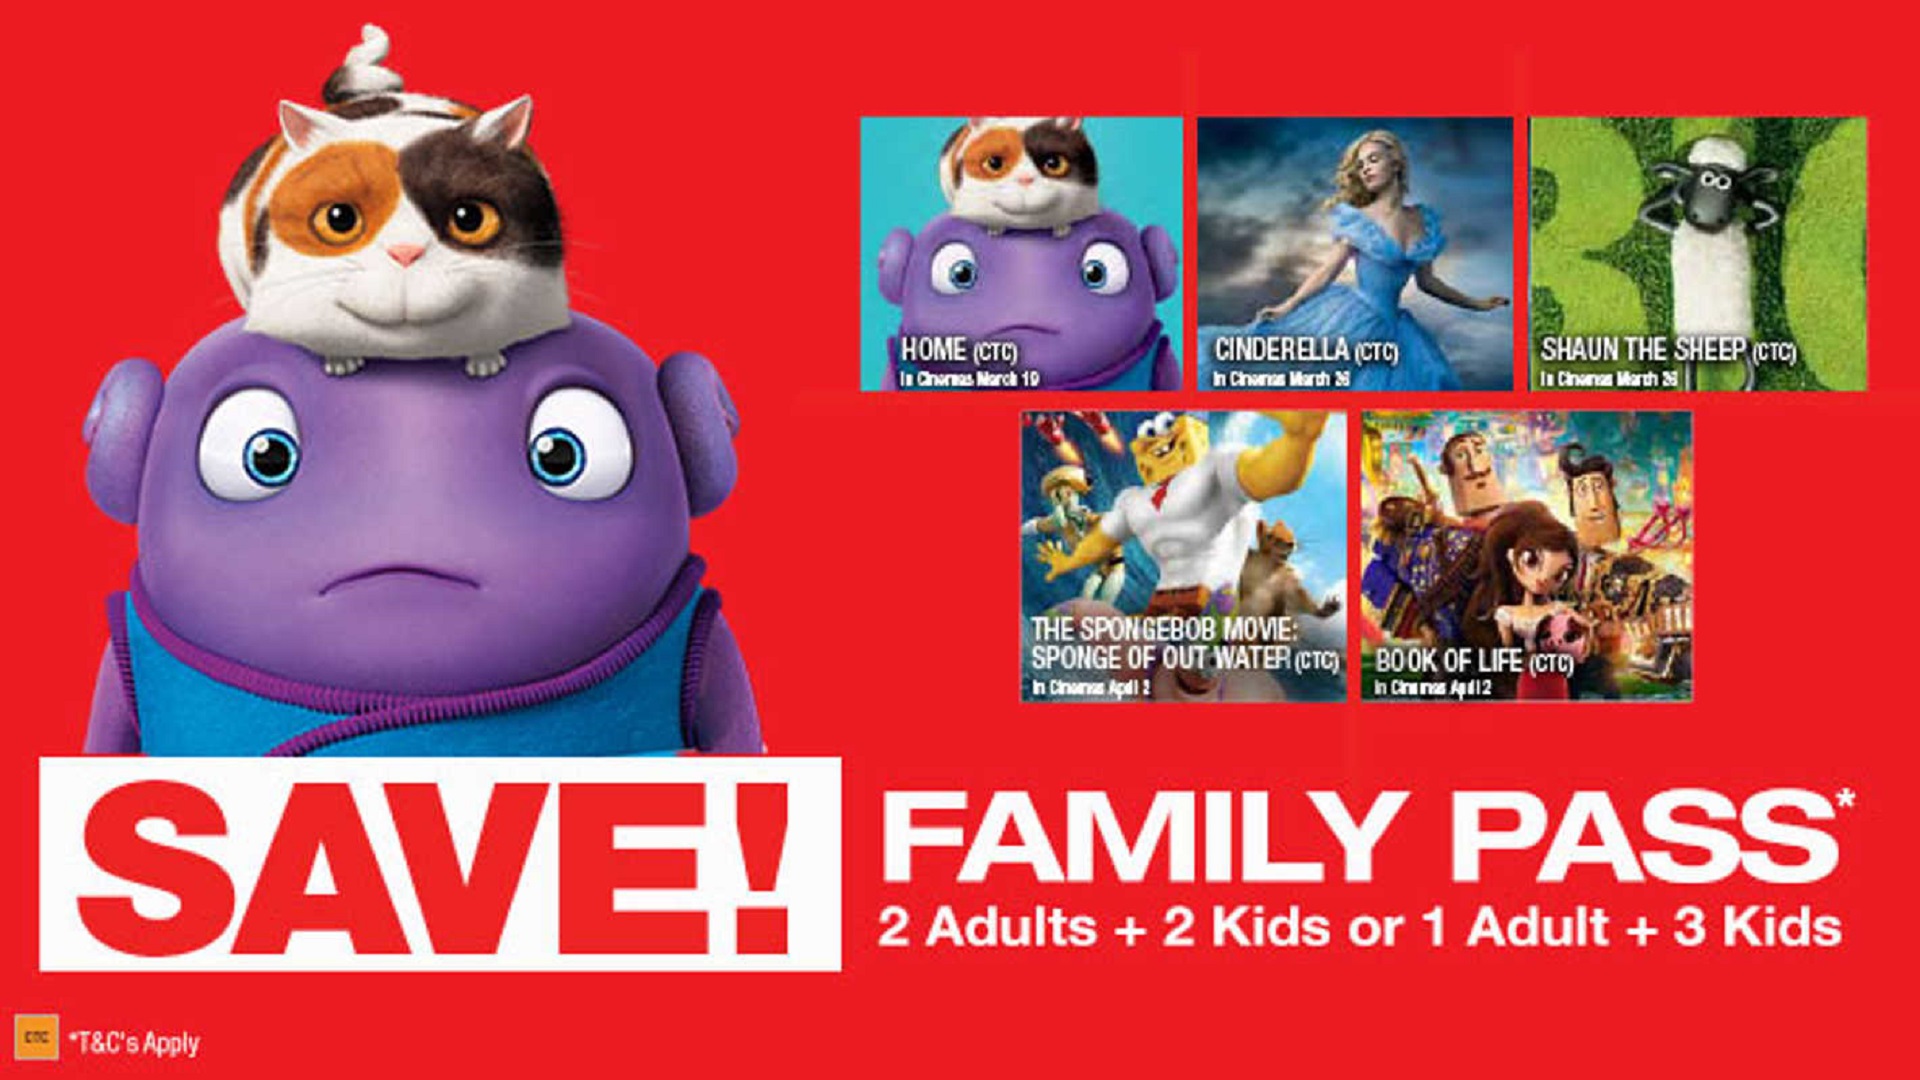 HOME (CTC)
In Cinemas March 19
CINDERELLA (CTC)
In Cinemas March 26
SHAUN THE SHEEP (CTC)
In Cinemas March 26
THE SPONGEBOB MOVIE:
SPONGE OF OUT WATER (CTC)
In Cinemas April 2
BOOK OF LIFE (CTC)
In Cinemas April 2
SAVE!
FAMILY PASS*
2 Adults + 2 Kids or 1 Adult + 3 Kids
CTC *T&C's Apply